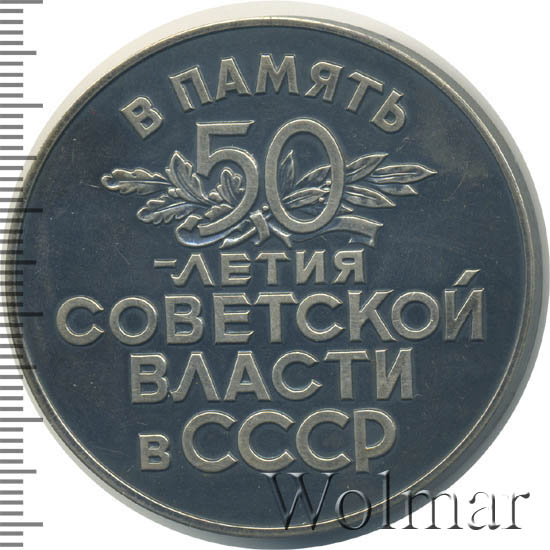 В ПАМЯТЬ
50
-ЛЕТИЯ
СОВЕТСКОЙ
ВЛАСТИ
В СССР
Wolmar